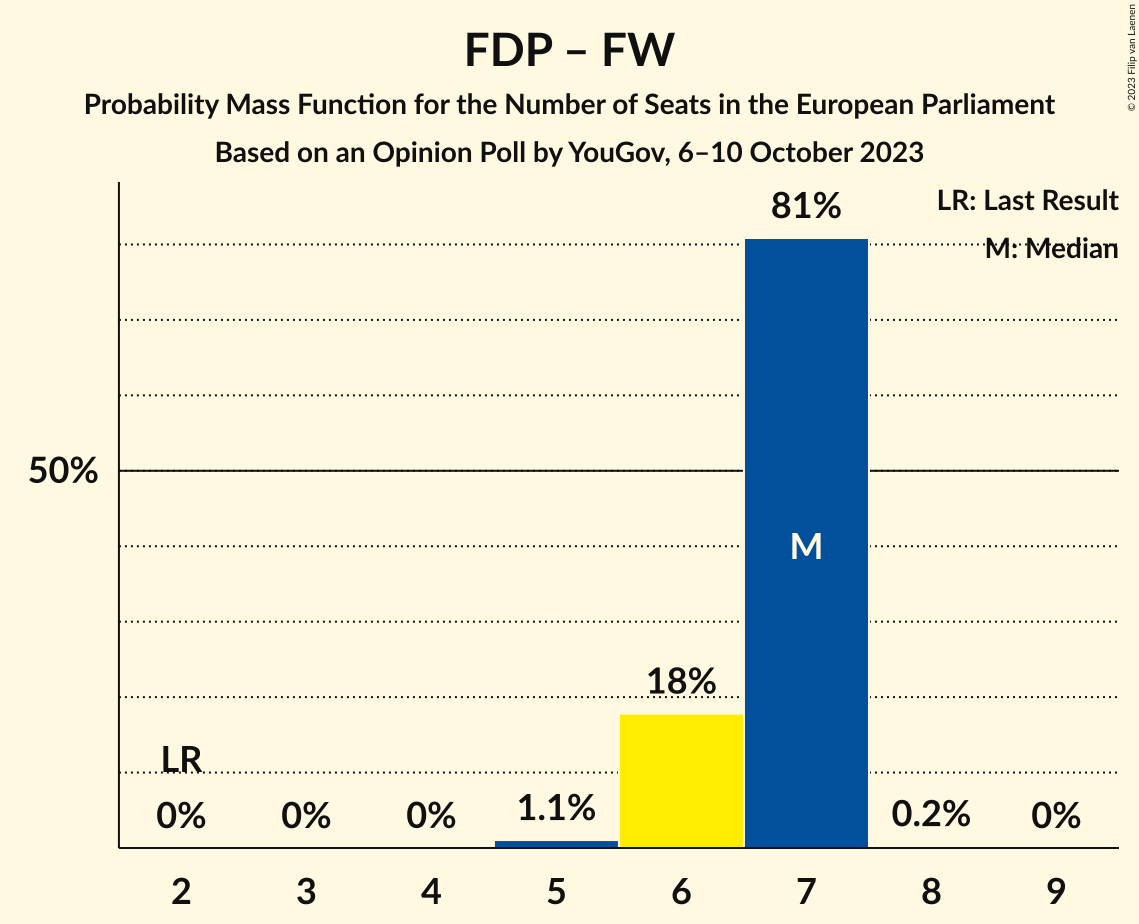 FDP – FW
Probability Mass Function for the Number of Seats in the European Parliament
Based on an Opinion Poll by YouGov, 6–10 October 2023
© 2023 Filip van Laenen
LR: Last Result
M: Median
81%
50%
M
18%
LR
0%
0%
0%
1.1%
0.2%
0%
2
3
4
5
6
7
8
9